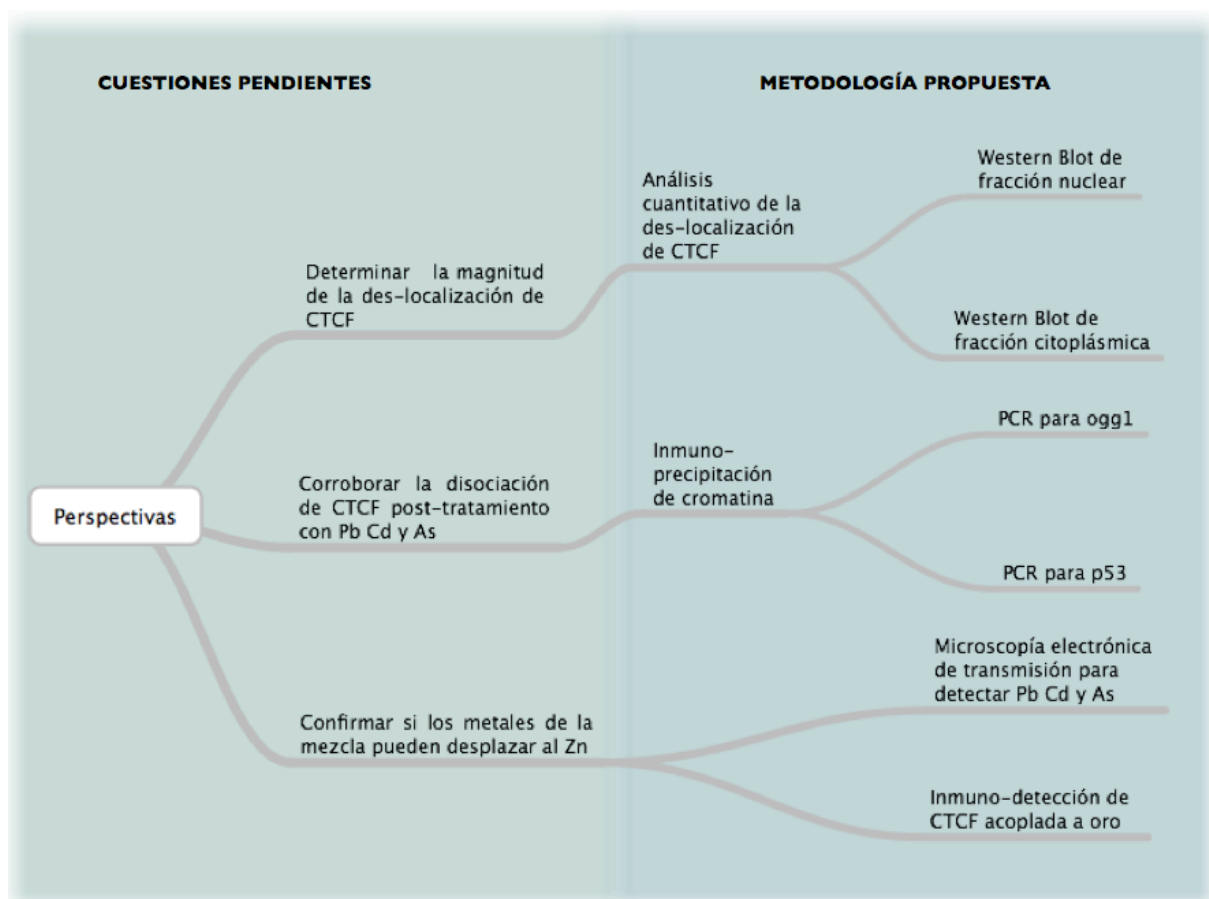 CUESTIONES PENDIENTES
METODOLOGÍA PROPUESTA
Perspectivas
Determinar la magnitud
de la des-localización de
CTCF
Análisis
cuantitativo de la
des-localización
de CTCF
Western Blot de
fracción nuclear
Western Blot de
fracción citoplásmica
Corroborar la disociación
de CTCF post-tratamiento
con Pb Cd y As
Inmuno-
precipitación
de cromatina
PCR para ogg1
PCR para p53
Confirmar si los metales de la
mezcla pueden desplazar al Zn
Microscopía electrónica
de transmisión para
detectar Pb Cd y As
Inmuno-detección de
CTCF acoplada a oro